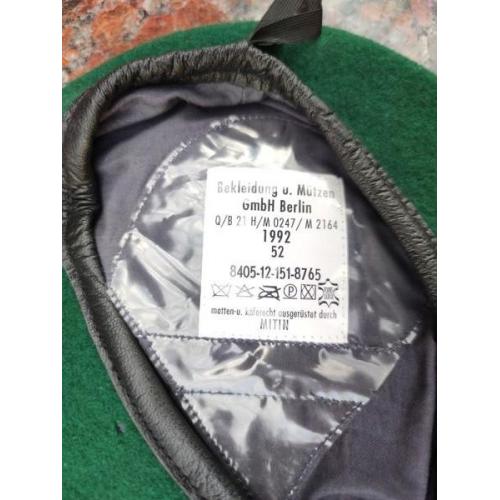 Bekleidung u. Mützen
GmbH Berlin
Q/B 21 H/M 0247/ M 2164
1992
52
8405-12-151-8765
motten-u. käferecht ausgerüstet durch
MITIN